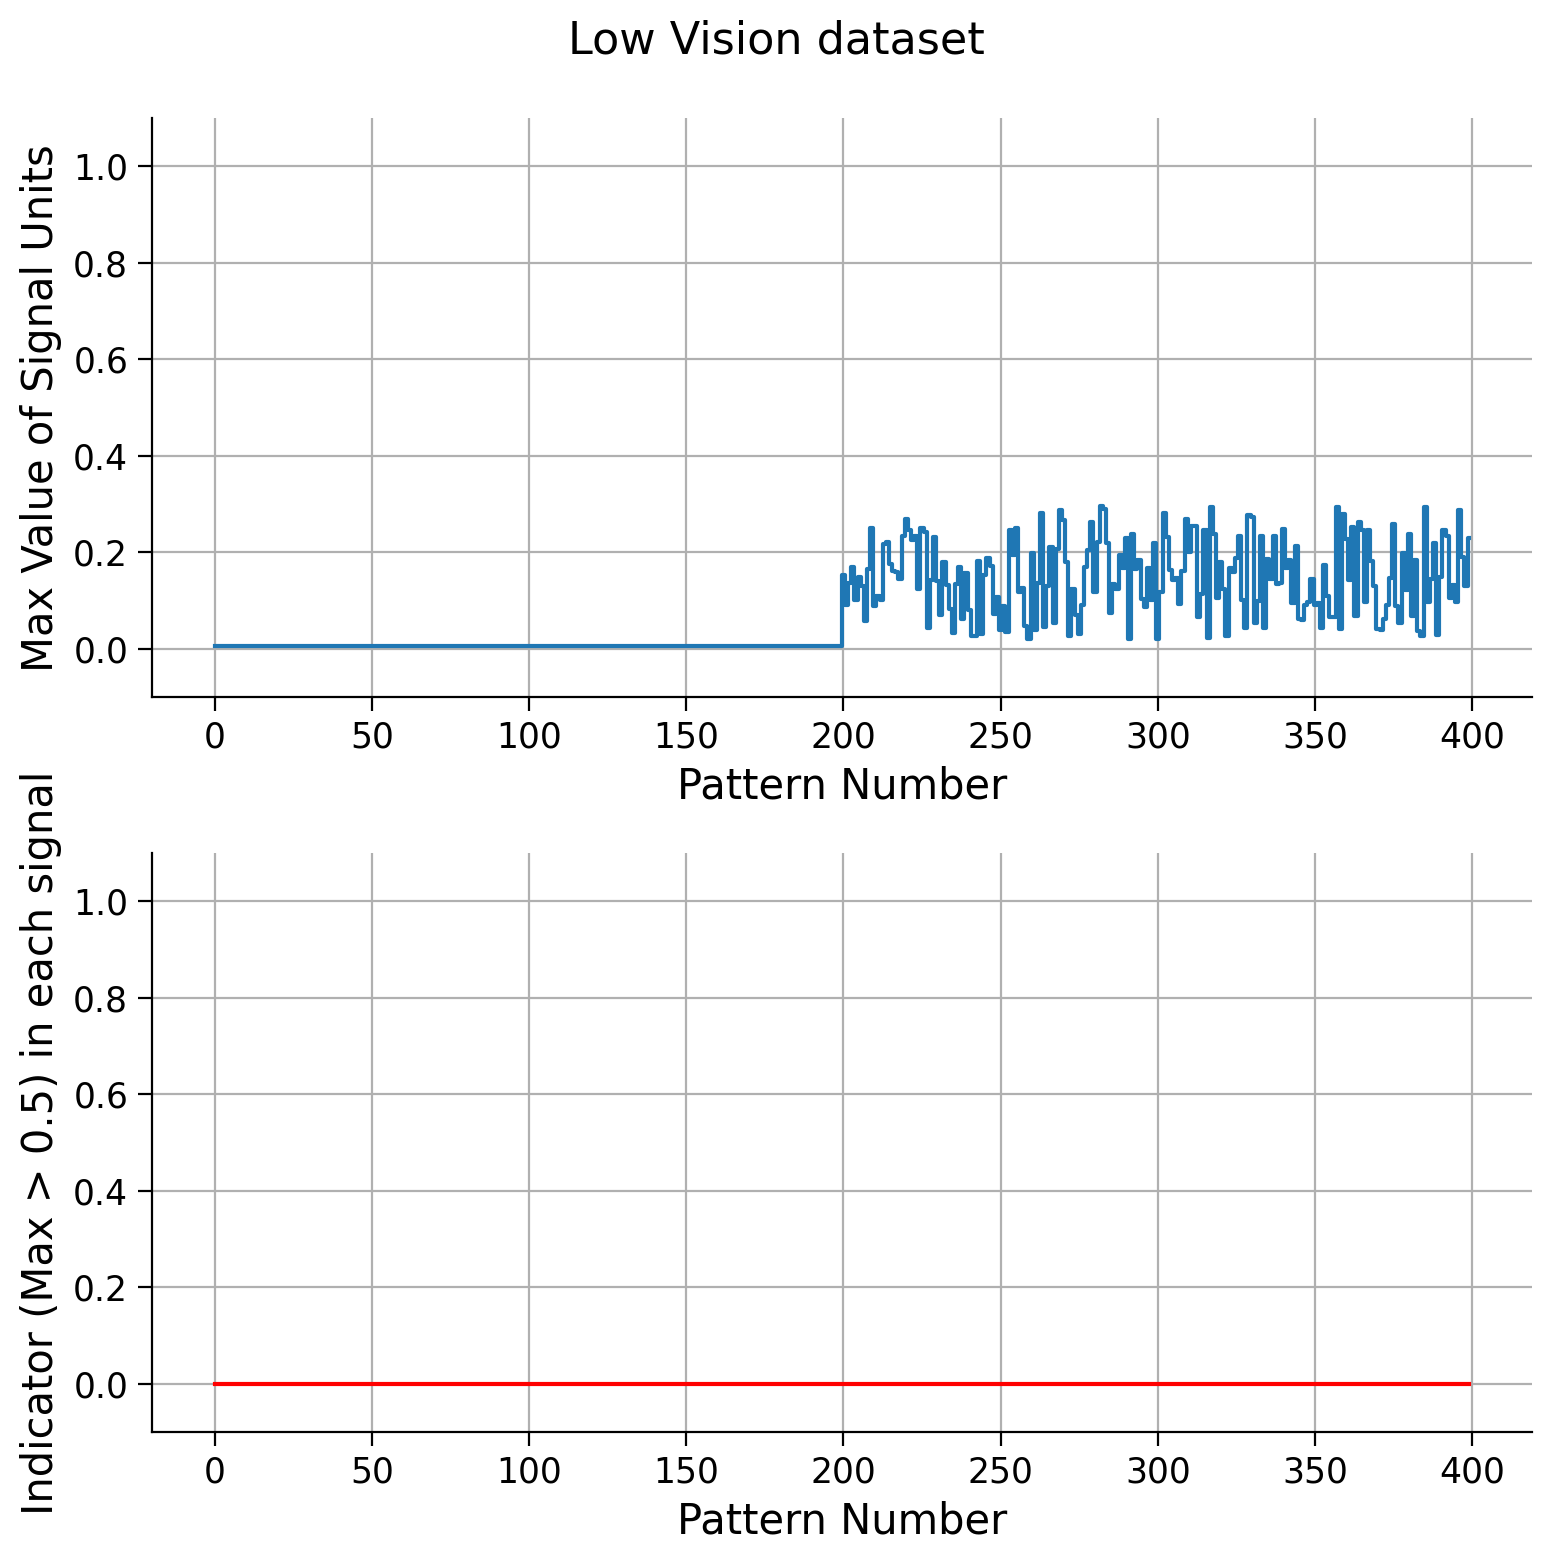 Low Vision dataset
Max Value of Signal Units
1.0
0.8
0.6
0.4
0.2
0.0
0 50 100 150 200 250 300 350 400
Pattern Number
Indicator (Max > 0.5) in each signal
1.0
0.8
0.6
0.4
0.2
0.0
0 50 100 150 200 250 300 350 400
Pattern Number